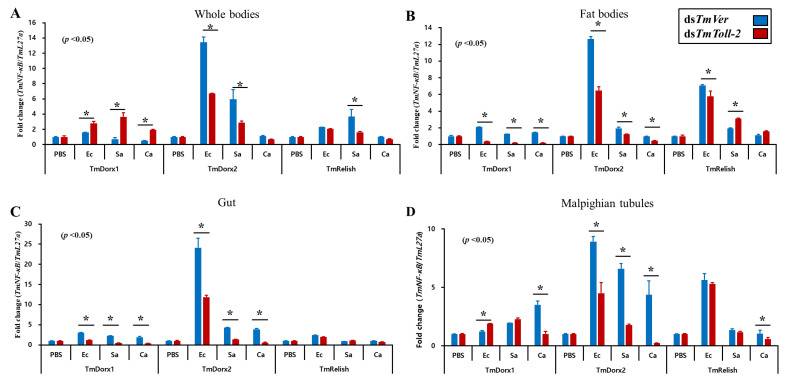 A
Whole bodies
Fold change (TmNF-κB/TmL27a)
16
14
12
10
8
6
4
2
0
(p <0.05)
* * * * * *
PBS Ec Sa Ca PBS Ec Sa Ca PBS Ec Sa Ca
TmDorx1 TmDorx2 TmRelish
B
Fat bodies
dsTmVer
dsTmToll-2
Fold change (TmNF-κB/TmL27a)
14
12
10
8
6
4
2
0
(p <0.05)
* * * * * * * *
PBS Ec Sa Ca PBS Ec Sa Ca PBS Ec Sa Ca
TmDorx1 TmDorx2 TmRelish
C
Gut
Fold change (TmNF-κB/TmL27a)
30
25
20
15
10
5
0
(p <0.05)
* * * * * *
PBS Ec Sa Ca PBS Ec Sa Ca PBS Ec Sa Ca
TmDorx1 TmDorx2 TmRelish
D
Malpighian tubules
Fold change (TmNF-κB/TmL27a)
10
5
0
(p <0.05)
* * * * * *
PBS Ec Sa Ca PBS Ec Sa Ca PBS Ec Sa Ca
TmDorx1 TmDorx2 TmRelish